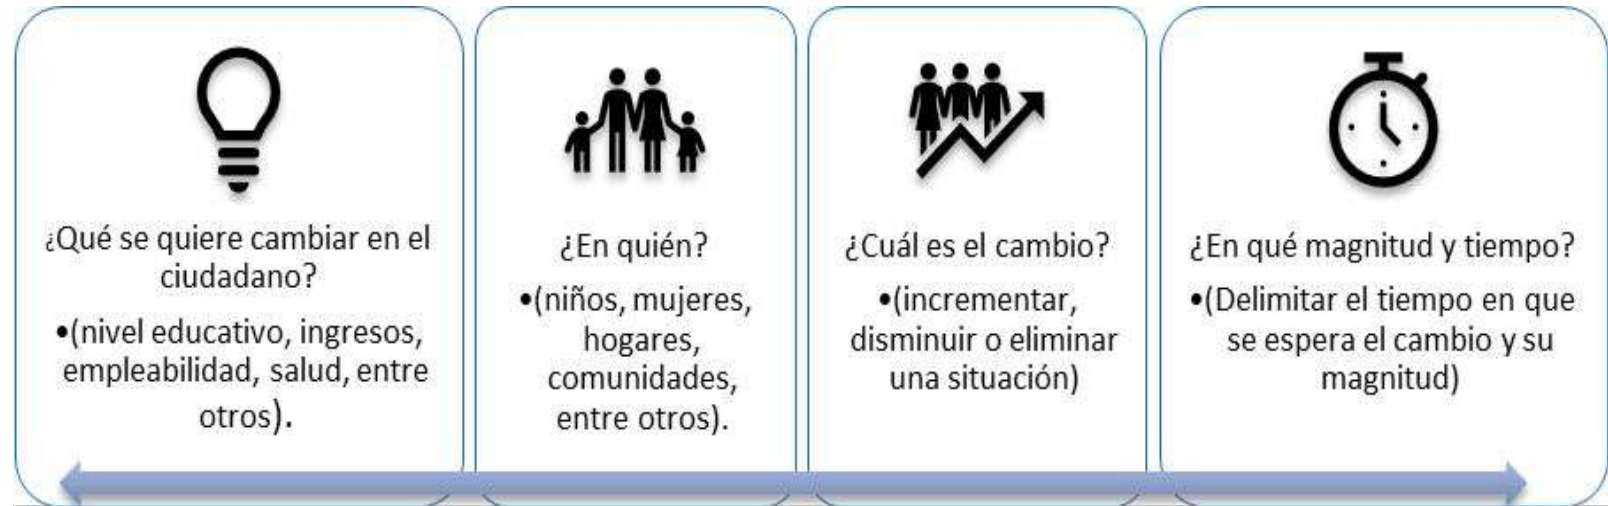 ¿Qué se quiere cambiar en el
ciudadano?
•(nivel educativo, ingresos,
empleabilidad, salud, entre
otros).
¿En quién?
•(niños, mujeres,
hogares,
comunidades,
entre otros).
¿Cuál es el cambio?
•(incrementar,
disminuir o eliminar
una situación)
¿En qué magnitud y tiempo?
•(Delimitar el tiempo en que
se espera el cambio y su
magnitud)